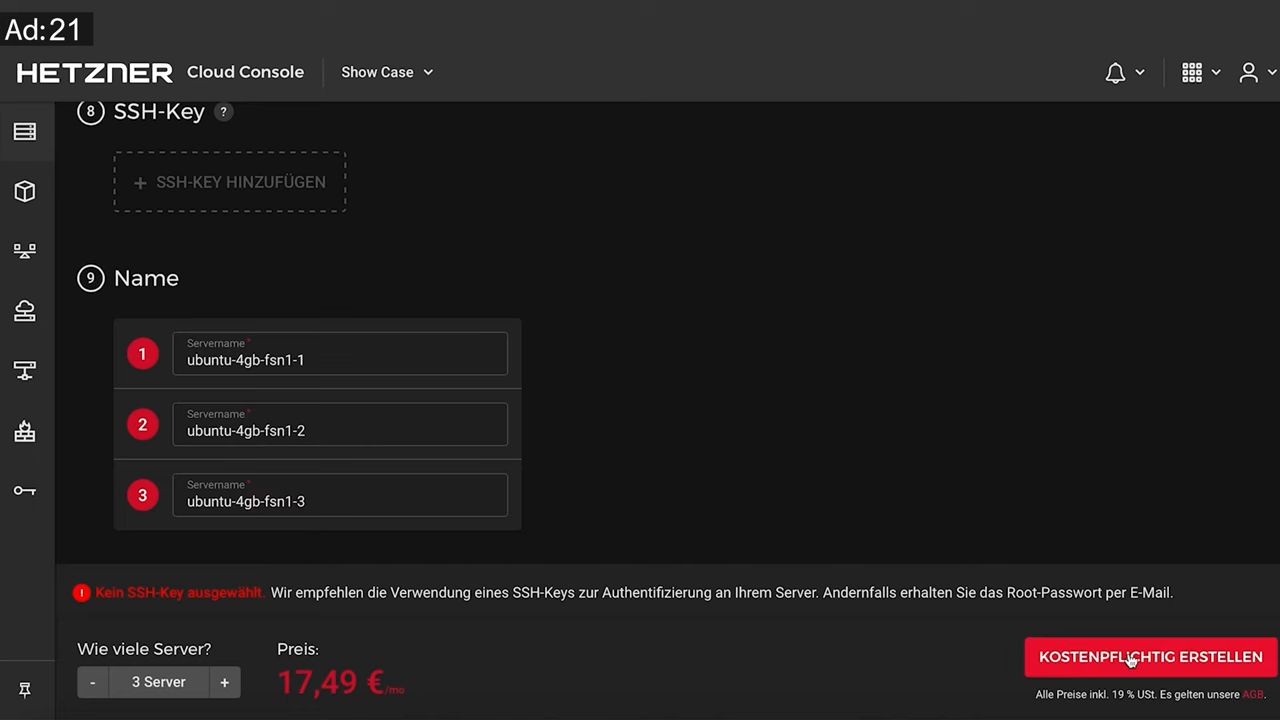 Ad:21
HETZNER Cloud Console Show Case
8 SSH-Key ?
+ SSH-KEY HINZUFÜGEN
9 Name
Servername *
1 ubuntu-4gb-fsn1-1
Servername *
2 ubuntu-4gb-fsn1-2
Servername *
3 ubuntu-4gb-fsn1-3
! Kein SSH-Key ausgewählt. Wir empfehlen die Verwendung eines SSH-Keys zur Authentifizierung an Ihrem Server. Andernfalls erhalten Sie das Root-Passwort per E-Mail.
Wie viele Server? Preis:
- 3 Server + 17,49 €/mo
KOSTENPFLICHTIG ERSTELLEN
Alle Preise inkl. 19 % USt. Es gelten unsere AGB.